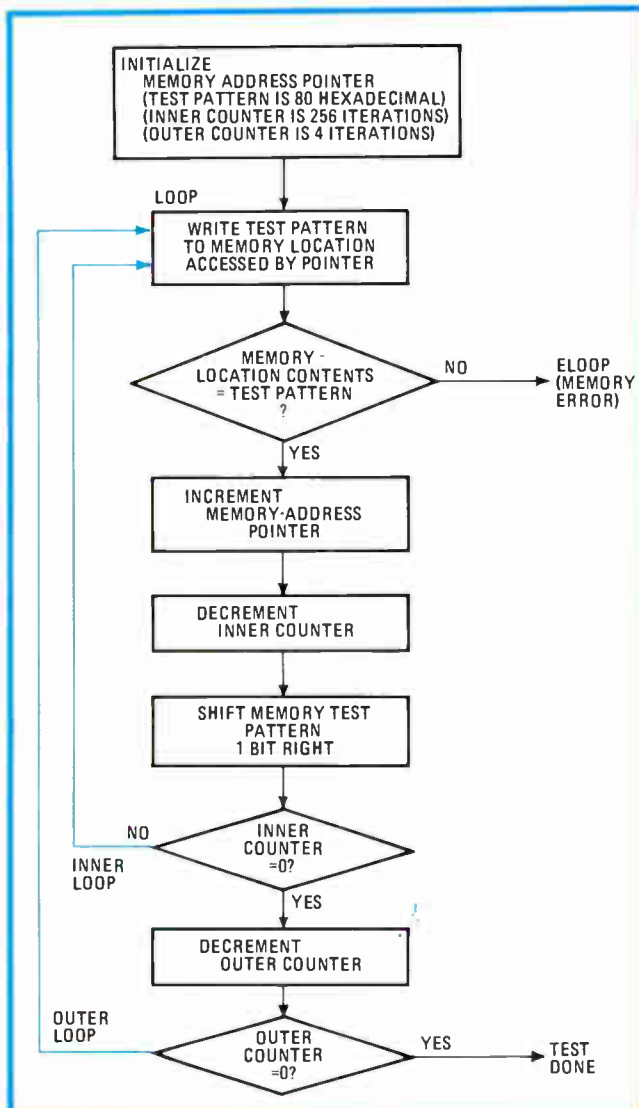 INITIALIZE
MEMORY ADDRESS POINTER
(TEST PATTERN IS 80 HEXADECIMAL)
(INNER COUNTER IS 256 ITERATIONS)
(OUTER COUNTER IS 4 ITERATIONS)
LOOP
WRITE TEST PATTERN
TO MEMORY LOCATION
ACCESSED BY POINTER
MEMORY-
LOCATION CONTENTS
= TEST PATTERN
?
NO
ELOOP
(MEMORY
ERROR)
YES
INCREMENT
MEMORY-ADDRESS
POINTER
DECREMENT
INNER COUNTER
SHIFT MEMORY TEST
PATTERN
1 BIT RIGHT
NO
INNER
LOOP
INNER
COUNTER
=0?
YES
DECREMENT
OUTER COUNTER
OUTER
LOOP
OUTER
COUNTER
=0?
YES
TEST
DONE